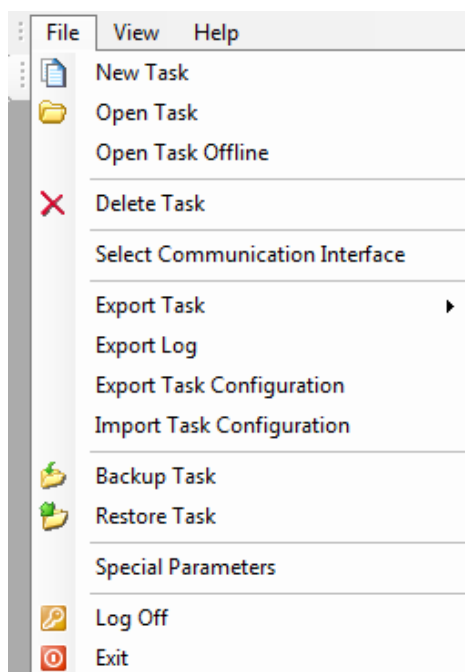 File View Help
New Task
Open Task
Open Task Offline
Delete Task
Select Communication Interface
Export Task
Export Log
Export Task Configuration
Import Task Configuration
Backup Task
Restore Task
Special Parameters
Log Off
Exit